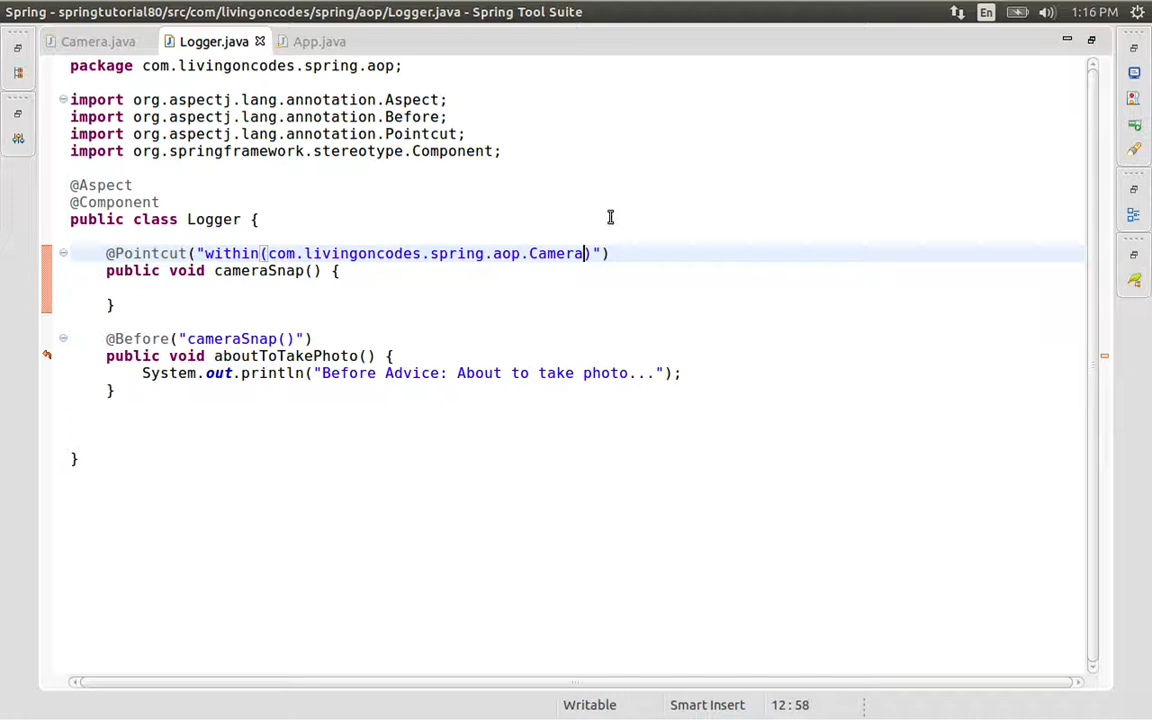 Spring - springtutorial80/src/com/livingoncodes/spring/aop/Logger.java - Spring Tool Suite
En
1:16 PM
Camera.java
Logger.java
App.java
package com.livingoncodes.spring.aop;
import org.aspectj.lang.annotation.Aspect;
import org.aspectj.lang.annotation.Before;
import org.aspectj.lang.annotation.Pointcut;
import org.springframework.stereotype.Component;
@Aspect
@Component
public class Logger {
@Pointcut("within(com.livingoncodes.spring.aop.Camera)")
public void cameraSnap() {
}
@Before("cameraSnap()")
public void aboutToTakePhoto() {
System.out.println("Before Advice: About to take photo...");
}
}
Writable
Smart Insert
12 : 58